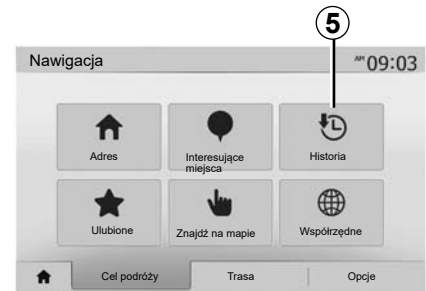 5
Nawigacja
AM 09:03
Adres
Interesujące
miejsca
Historia
Ulubione
Znajdź na mapie
Współrzędne
Cel podróży
Trasa
Opcje